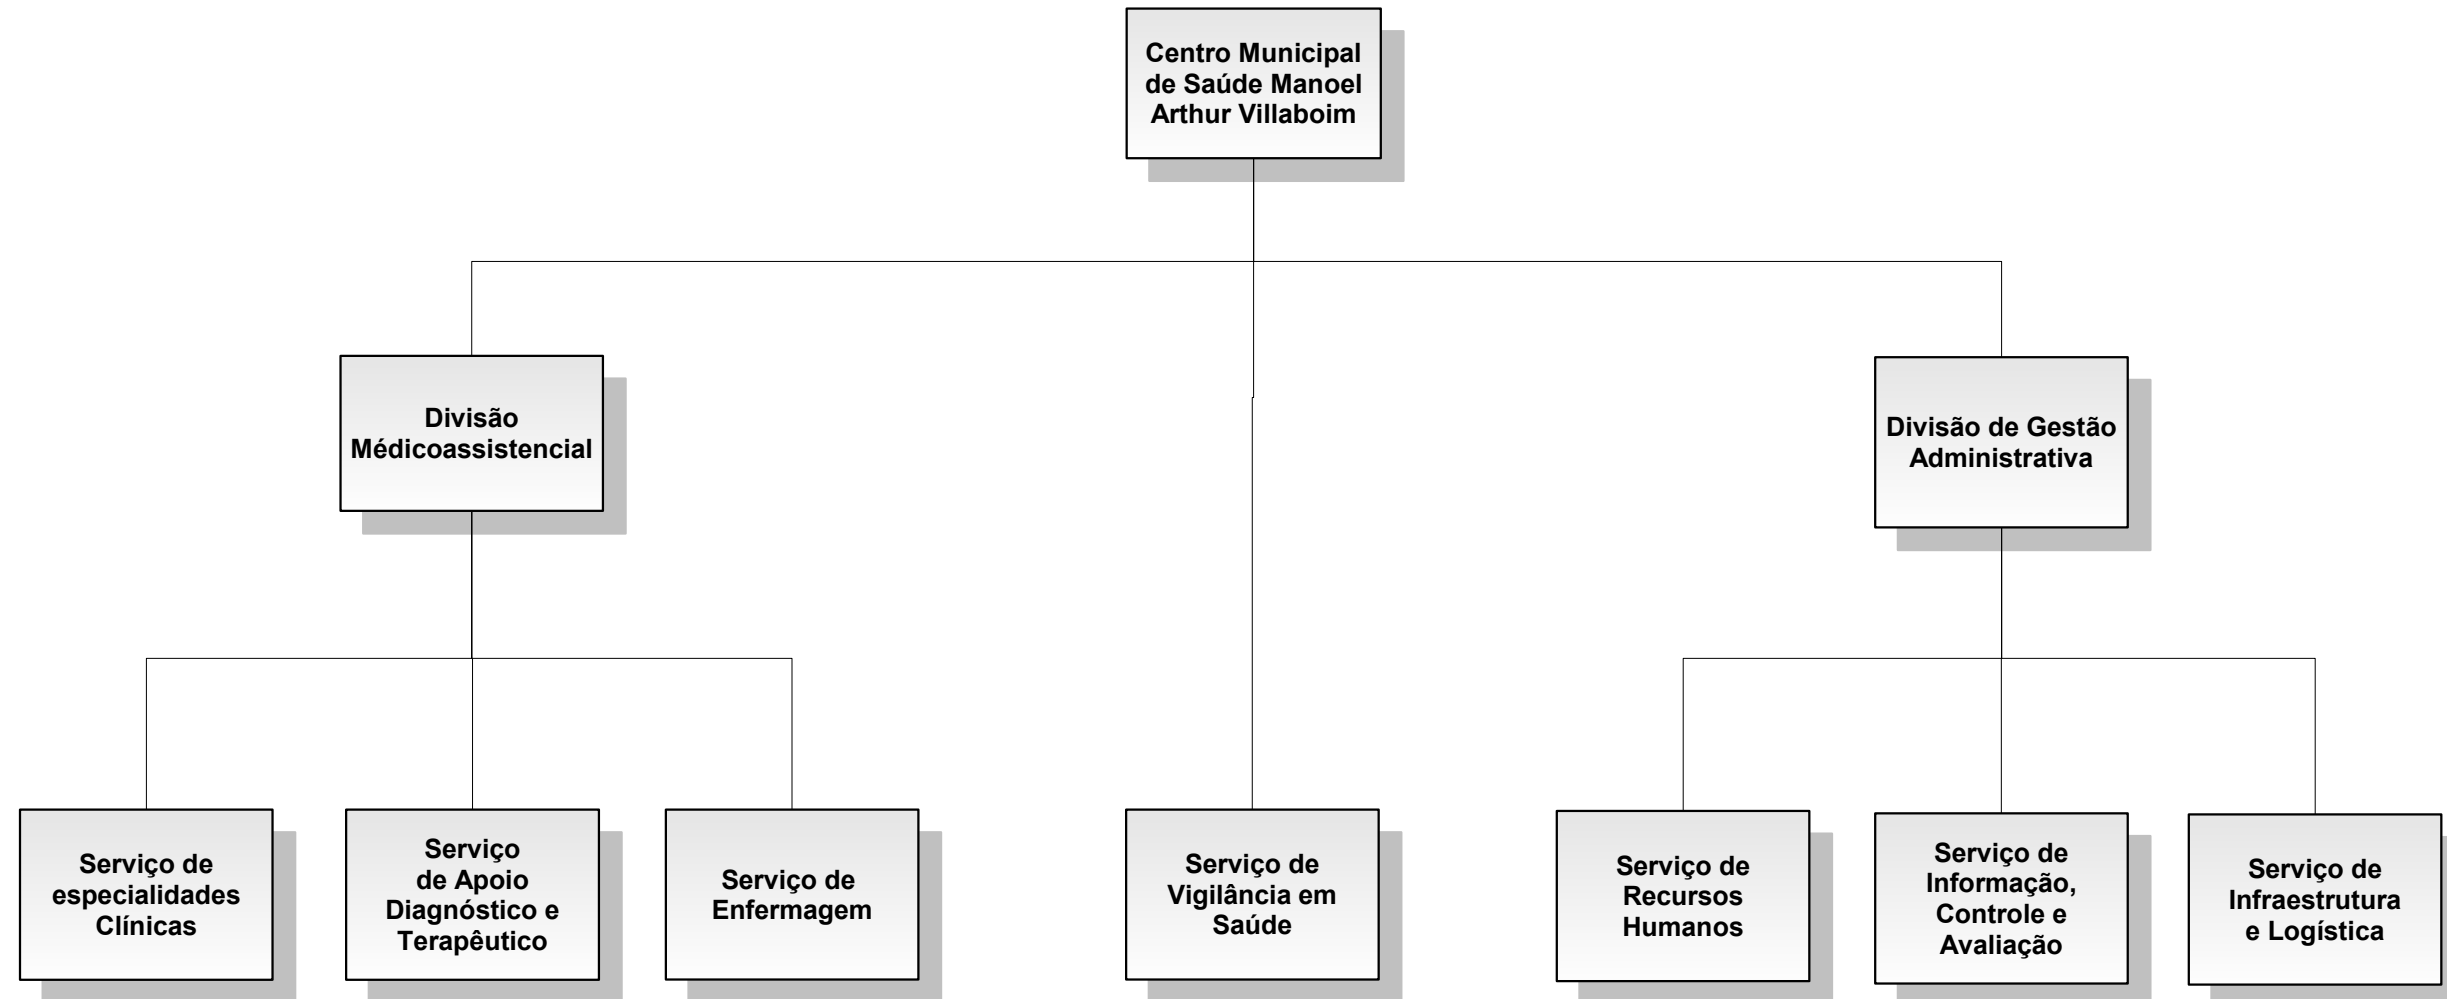 Centro Municipal
de Saúde Manoel
Arthur Villaboim
Divisão
Médicoassistencial
Divisão de Gestão
Administrativa
Serviço de
especialidades
Clínicas
Serviço
de Apoio
Diagnóstico e
Terapêutico
Serviço de
Enfermagem
Serviço de
Vigilância em
Saúde
Serviço de
Recursos
Humanos
Serviço de
Informação,
Controle e
Avaliação
Serviço de
Infraestrutura
e Logística